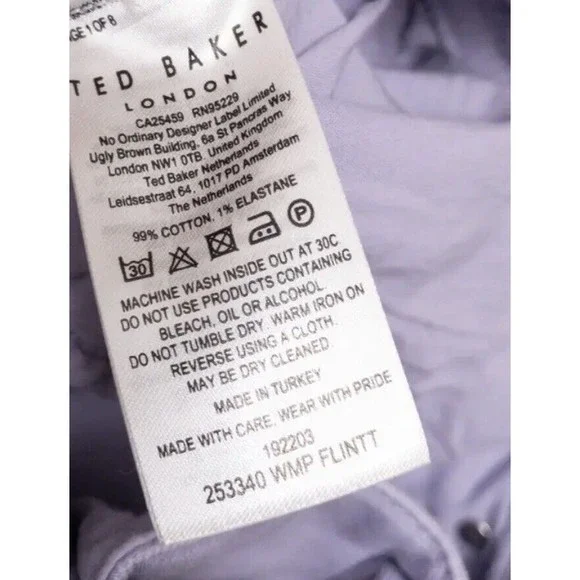 GE 1 OF 8
TED BAKER
LONDON
CA25459 RN95229
No Ordinary Designer Label Limited
Ugly Brown Building, 6a St Pancras Way
London NW1 0TB. United Kingdom
Ted Baker Netherlands
Leidsestraat 64, 1017 PD Amsterdam
The Netherlands
99% COTTON, 1% ELASTANE
30 P
MACHINE WASH INSIDE OUT AT 30C
DO NOT USE PRODUCTS CONTAINING
BLEACH, OIL OR ALCOHOL
DO NOT TUMBLE DRY. WARM IRON ON
REVERSE USING A CLOTH.
MAY BE DRY CLEANED
MADE IN TURKEY
MADE WITH CARE, WEAR WITH PRIDE
192203
253340 WMP FLINTT